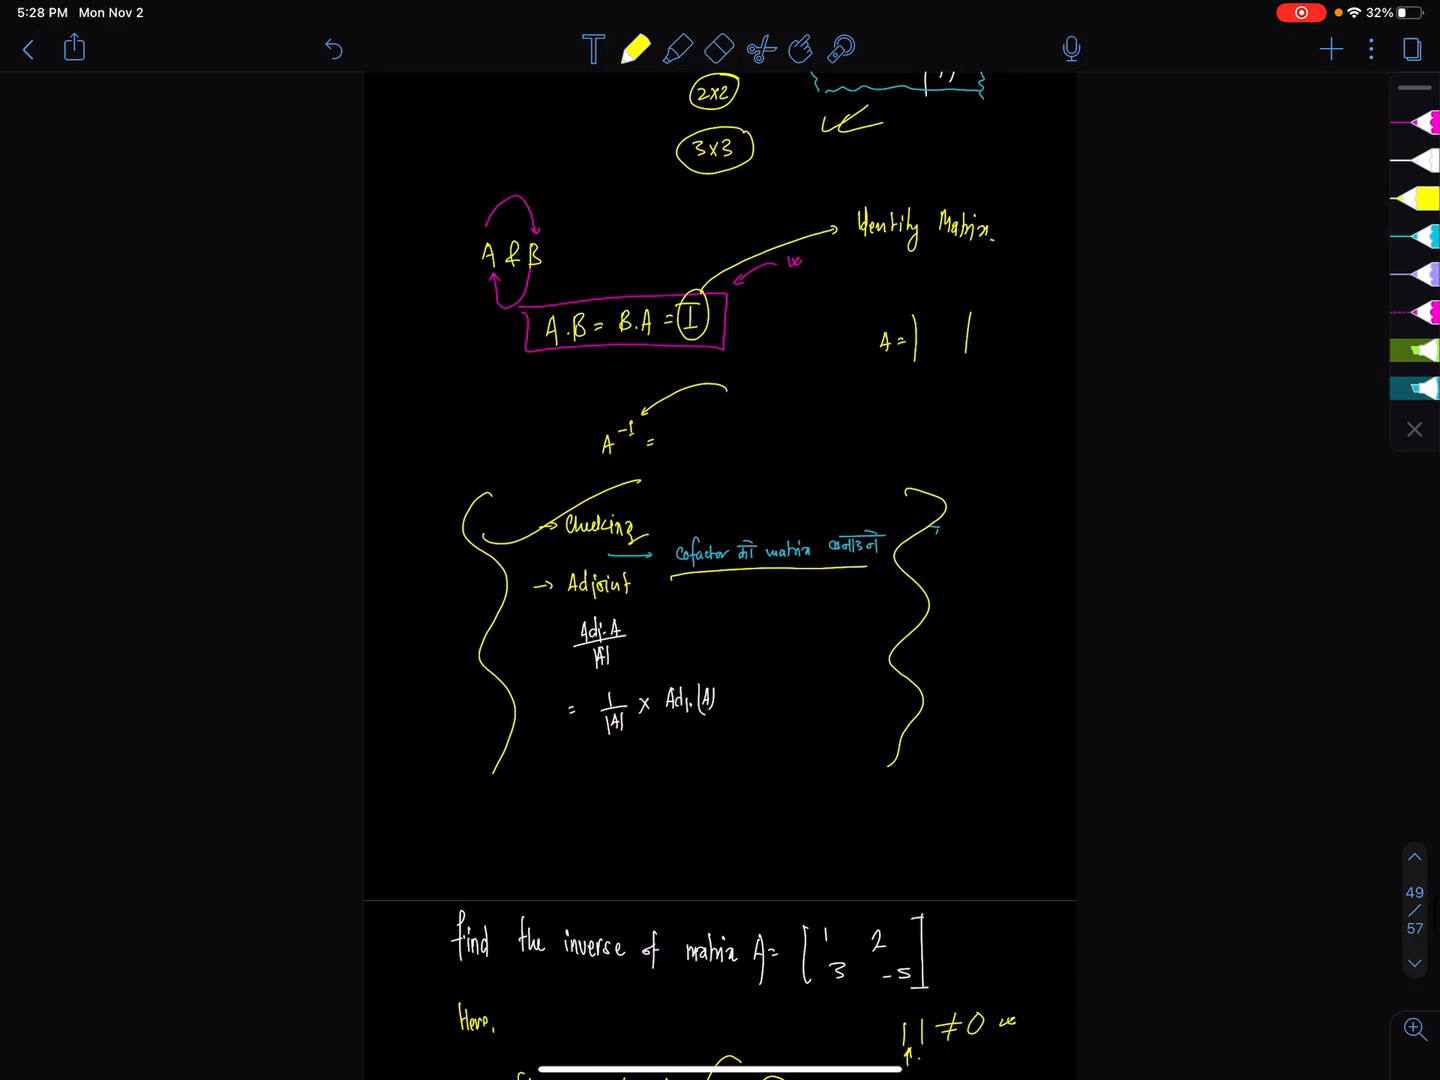 5:28 PM Mon Nov 2
32%
T
2x2
3x3
Identity Matrix.
A & B
A.B = B.A = I
A = | |
A⁻¹ =
→ Checking
→ cofactor को matrix
→ Adjoint
Adj.A
|A|
= 1/|A| × Adj.(A)
49
/
57
find the inverse of matrix A = [ 1 2
3 -5 ]
Here,
| | ≠ 0